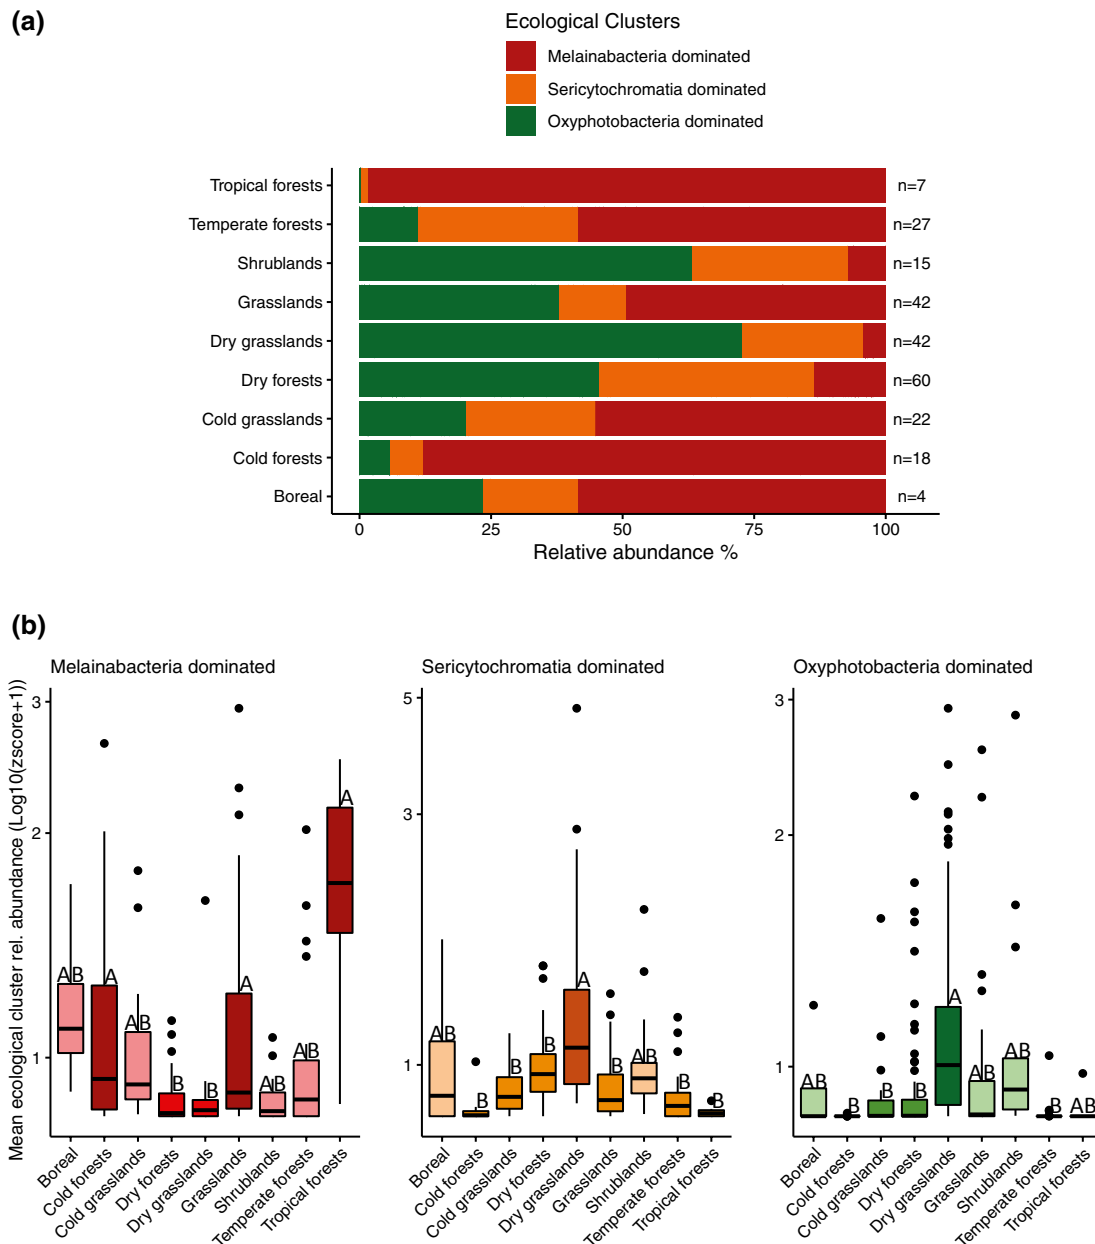 (a)
Ecological Clusters
Melainabacteria dominated
Sericytochromatia dominated
Oxyphotobacteria dominated
Tropical forests n=7
Temperate forests n=27
Shrublands n=15
Grasslands n=42
Dry grasslands n=42
Dry forests n=60
Cold grasslands n=22
Cold forests n=18
Boreal n=4
0 25 50 75 100
Relative abundance %
(b)
Mean ecological cluster rel. abundance (Log10(zscore+1))
Melainabacteria dominated
3
2
1
AB A AB B B A AB AB A
Boreal
Cold forests
Cold grasslands
Dry forests
Dry grasslands
Grasslands
Shrublands
Temperate forests
Tropical forests
Sericytochromatia dominated
5
3
1
AB B B B A B AB B B
Boreal
Cold forests
Cold grasslands
Dry forests
Dry grasslands
Grasslands
Shrublands
Temperate forests
Tropical forests
Oxyphotobacteria dominated
3
2
1
AB B B B A AB AB B AB
Boreal
Cold forests
Cold grasslands
Dry forests
Dry grasslands
Grasslands
Shrublands
Temperate forests
Tropical forests